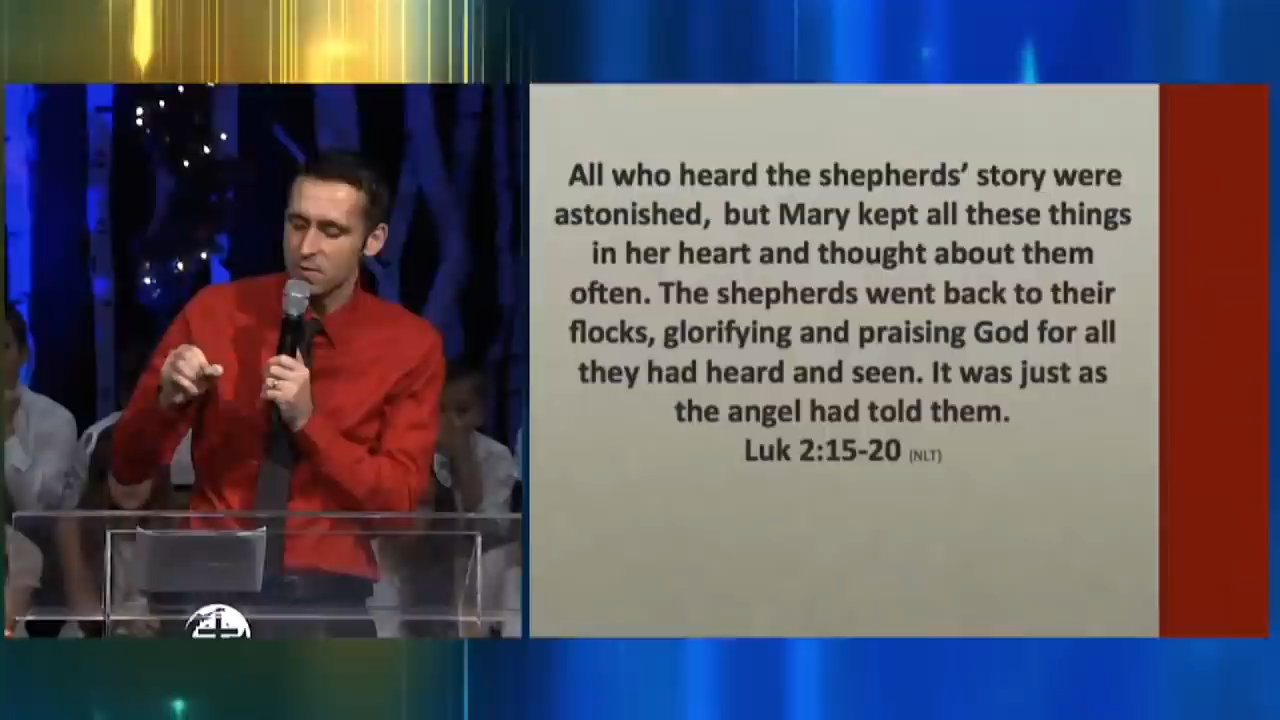 All who heard the shepherds’ story were
astonished, but Mary kept all these things
in her heart and thought about them
often. The shepherds went back to their
flocks, glorifying and praising God for all
they had heard and seen. It was just as
the angel had told them.
Luk 2:15-20 (NLT)